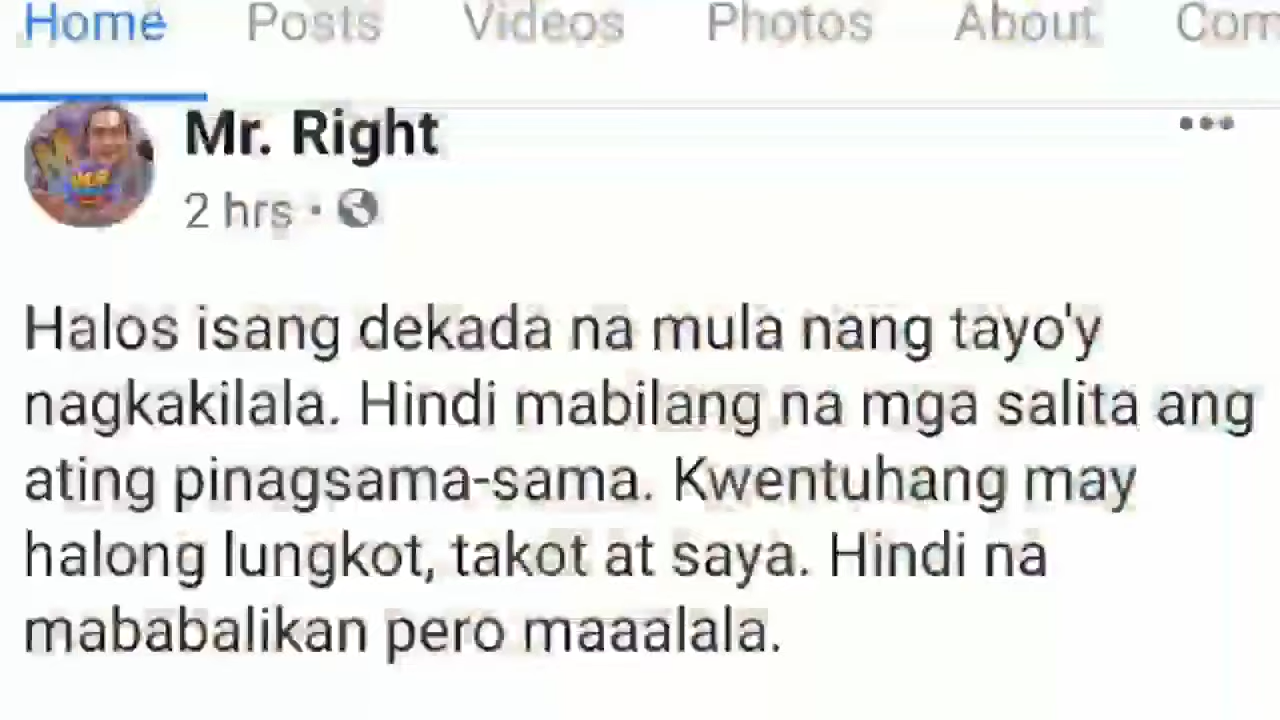 Home Posts Videos Photos About Com
Mr. Right
2 hrs
Halos isang dekada na mula nang tayo'y
nagkakilala. Hindi mabilang na mga salita ang
ating pinagsama-sama. Kwentuhang may
halong lungkot, takot at saya. Hindi na
mababalikan pero maaalala.